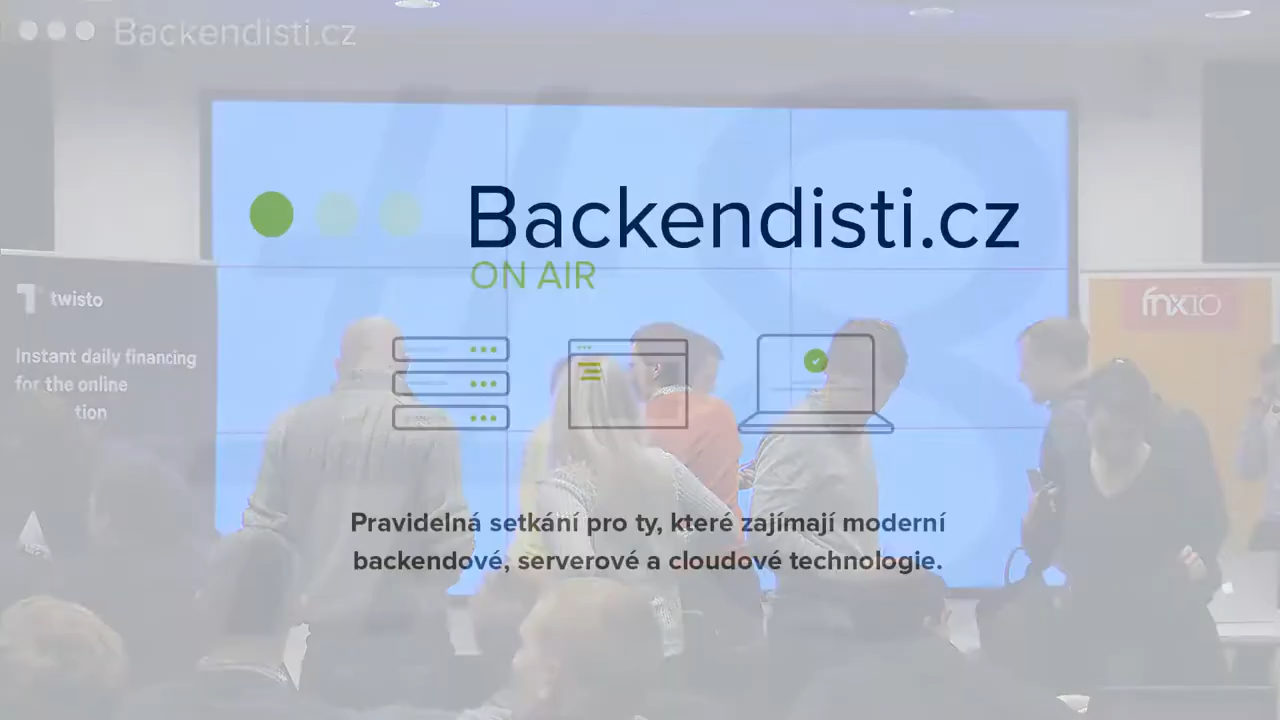 Backendisti.cz
Backendisti.cz
ON AIR
twisto
Instant daily financing
for the online
tion
fnx10
Pravidelná setkání pro ty, které zajímají moderní
backendové, serverové a cloudové technologie.